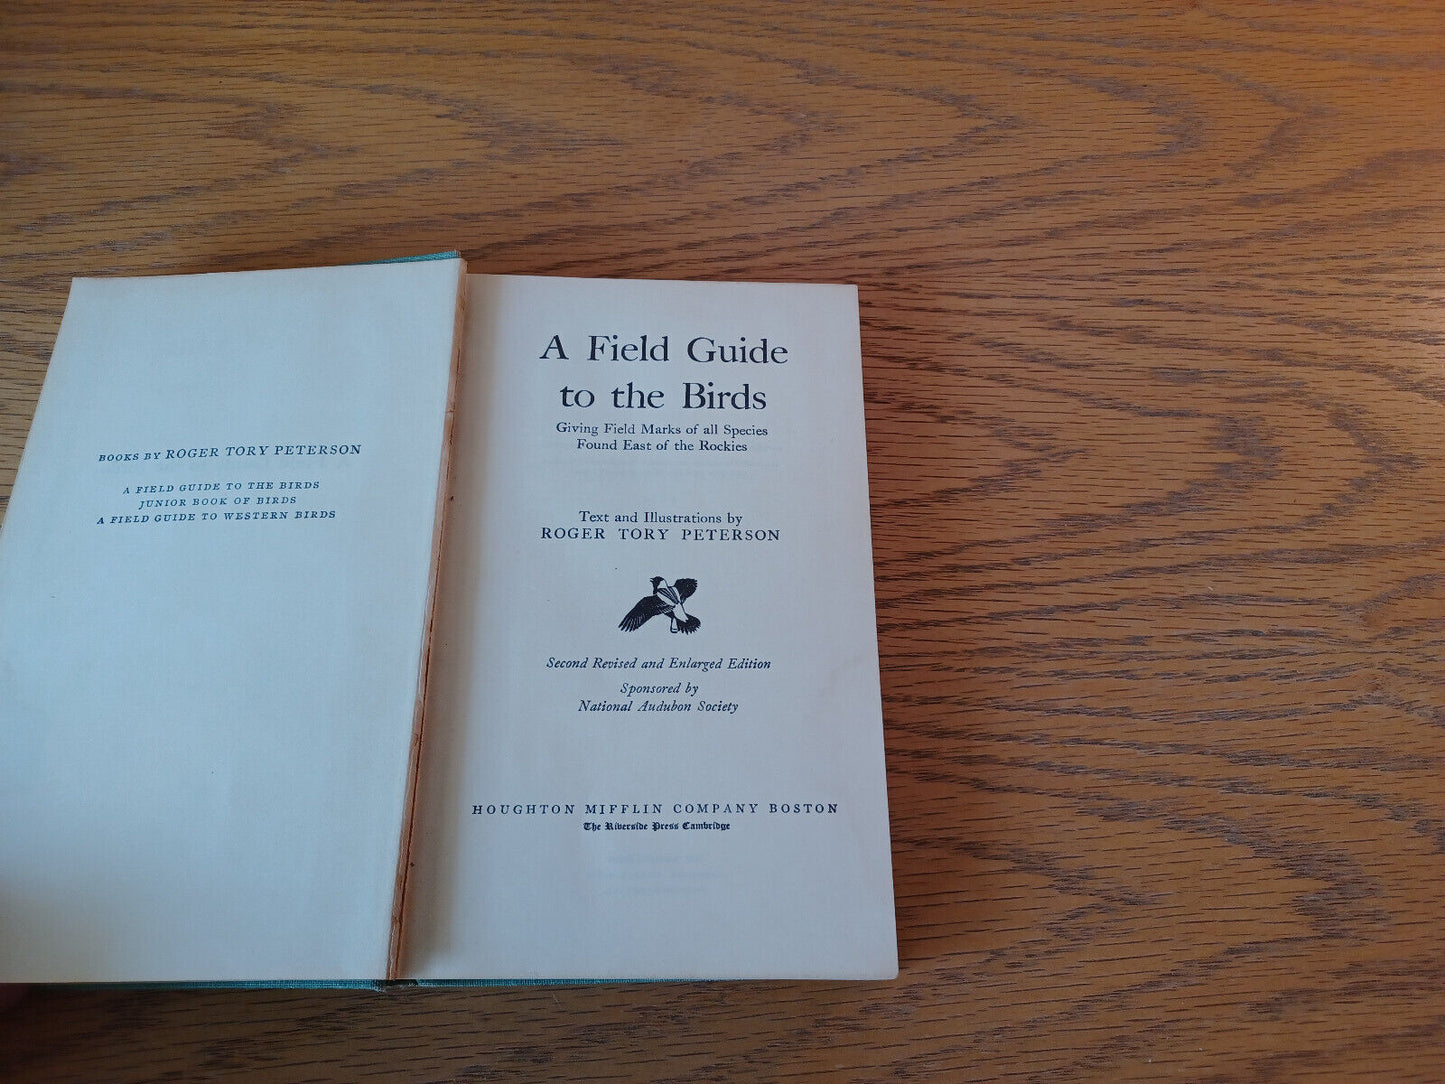 BOOKS BY ROGER TORY PETERSON
A FIELD GUIDE TO THE BIRDS
JUNIOR BOOK OF BIRDS
A FIELD GUIDE TO WESTERN BIRDS
A Field Guide
to the Birds
Giving Field Marks of all Species
Found East of the Rockies
Text and Illustrations by
ROGER TORY PETERSON
Second Revised and Enlarged Edition
Sponsored by
National Audubon Society
HOUGHTON MIFFLIN COMPANY BOSTON
The Riverside Press Cambridge